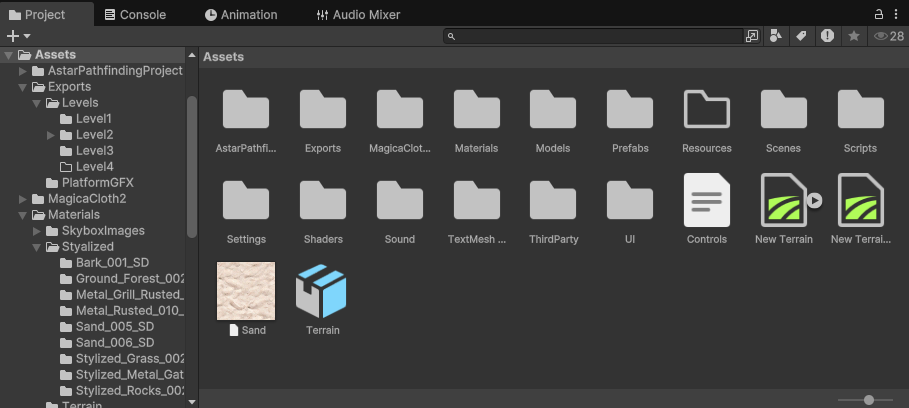 Project Console Animation Audio Mixer
28
Assets
AstarPathfindingProject
Exports
Levels
Level1
Level2
Level3
Level4
PlatformGFX
MagicaCloth2
Materials
SkyboxImages
Styalized
Bark_001_SD
Ground_Forest_002
Metal_Grill_Rusted_
Metal_Rusted_010_
Sand_005_SD
Sand_006_SD
Stylized_Grass_002
Stylized_Metal_Gat
Stylized_Rocks_002
Terrain
Assets
AstarPathfi... Exports MagicaClot... Materials Models Prefabs Resources Scenes Scripts
Settings Shaders Sound TextMesh ... ThirdParty UI Controls New Terrain New Terrai...
Sand Terrain